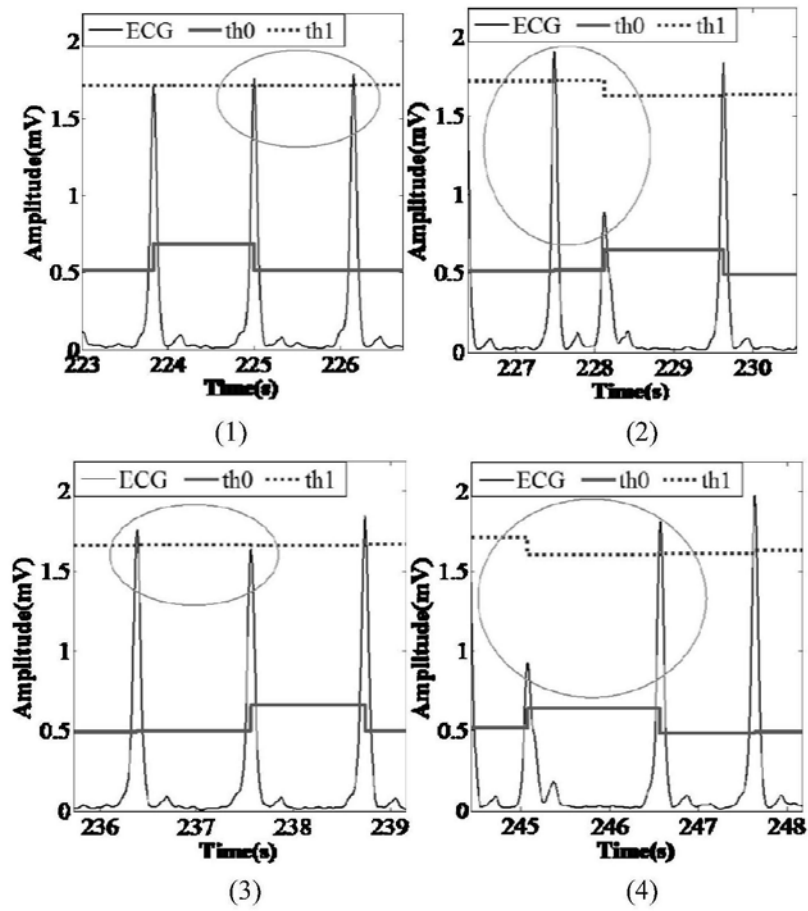 ECG th0 th1
2
1.5
1
0.5
0
Amplitude(mV)
223 224 225 226
Time(s)
(1)
ECG th0 th1
2
1.5
1
0.5
0
Amplitude(mV)
227 228 229 230
Time(s)
(2)
ECG th0 th1
2
1.5
1
0.5
0
Amplitude(mV)
236 237 238 239
Time(s)
(3)
ECG th0 th1
2
1.5
1
0.5
0
Amplitude(mV)
245 246 247 248
Time(s)
(4)